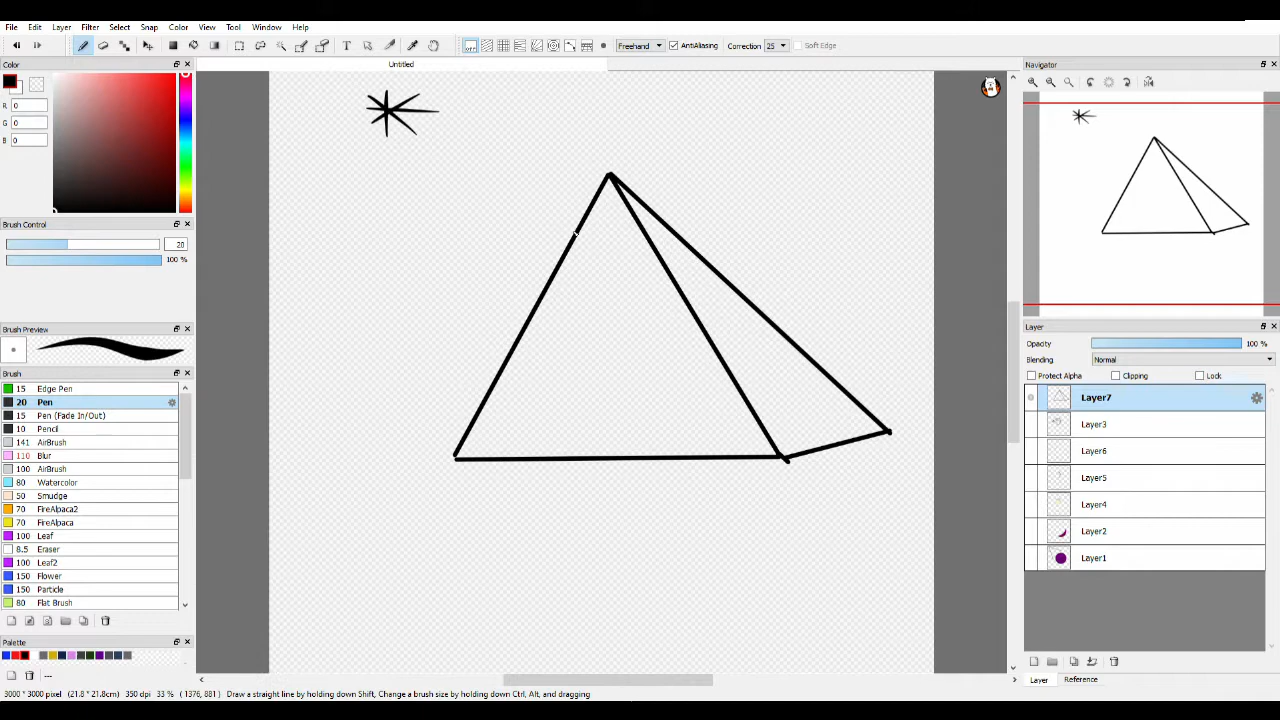 File Edit Layer Filter Select Snap Color View Tool Window Help
OFF Freehand AntiAliasing Correction 25 Soft Edge
Color
Untitled
Navigator
R 0
G 0
B 0
Brush Control
20
100 %
Brush Preview
Brush
15 Edge Pen
20 Pen
15 Pen (Fade In/Out)
10 Pencil
141 AirBrush
110 Blur
100 AirBrush
80 Watercolor
50 Smudge
70 FireAlpaca2
70 FireAlpaca
100 Leaf
8.5 Eraser
100 Leaf2
150 Flower
150 Particle
80 Flat Brush
Palette
---
Layer
Opacity 100 %
Blending Normal
Protect Alpha Clipping Lock
Layer7
Layer3
Layer6
Layer5
Layer4
Layer2
Layer1
Layer Reference
3000 * 3000 pixel (21.8 * 21.8cm) 350 dpi 33 % ( 1376, 881 ) Draw a straight line by holding down Shift, Change a brush size by holding down Ctrl, Alt, and dragging